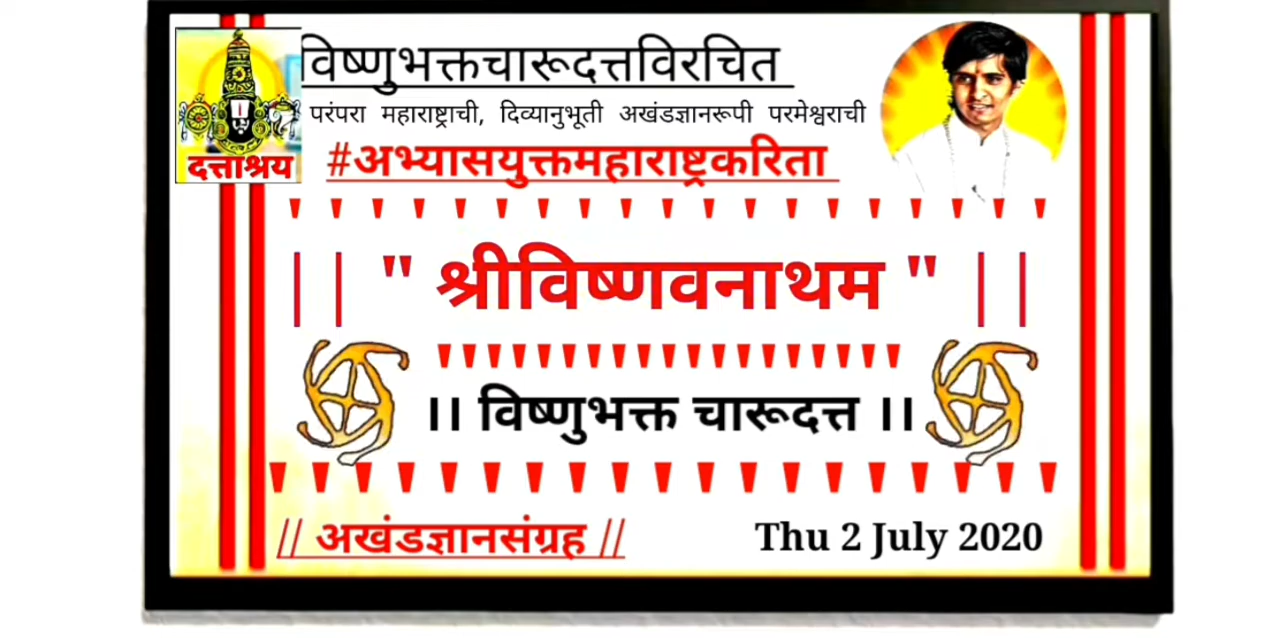 विष्णुभक्तचारूदत्तविरचित
परंपरा महाराष्ट्राची, दिव्यानुभूती अखंडज्ञानरूपी परमेश्वराची
दत्ताश्रय
#अभ्यासयुक्तमहाराष्ट्रकरिता
' ' ' ' ' ' ' ' ' ' ' ' ' ' ' ' ' ' '
|| " श्रीविष्णवनाथम " ||
'''''''''''''''''''
।। विष्णुभक्त चारूदत्त ।।
' ' ' ' ' ' ' ' ' ' ' ' ' ' ' ' ' ' '
// अखंडज्ञानसंग्रह // Thu 2 July 2020